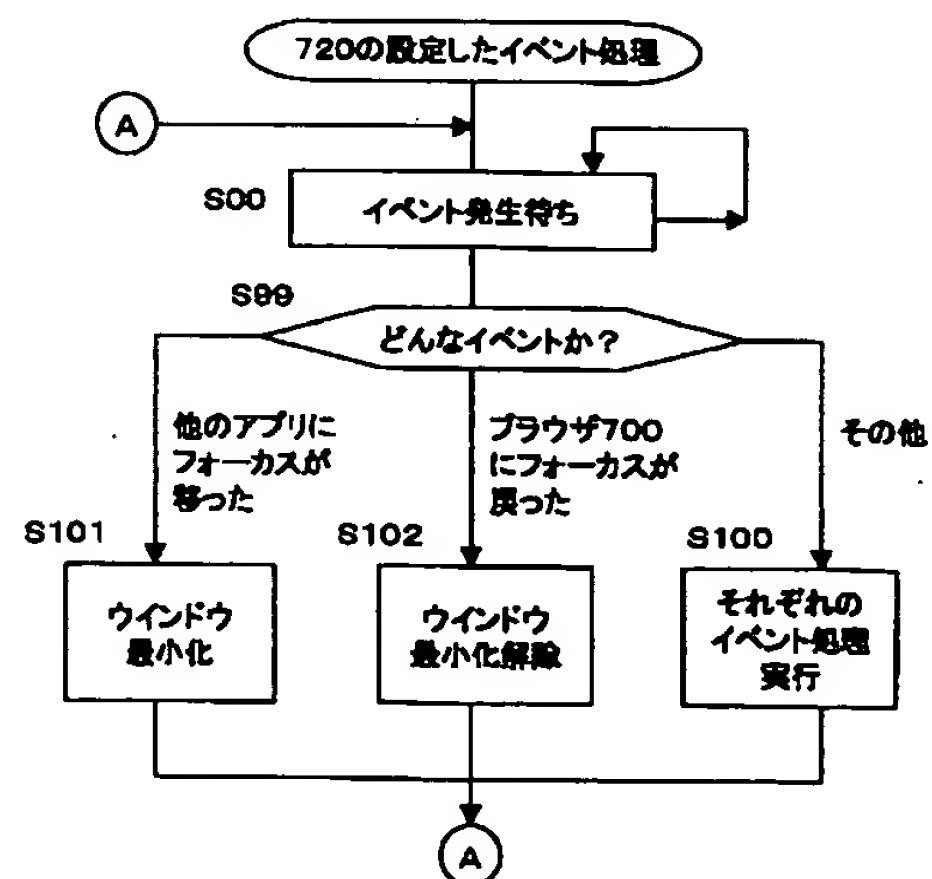 720の設定したイベント処理
A
S00
イベント発生待ち
S99
どんなイベントか？
他のアプリに
フォーカスが
移った
ブラウザ700
にフォーカスが
戻った
その他
S101
ウインドウ
最小化
S102
ウインドウ
最小化解除
S100
それぞれの
イベント処理
実行
A